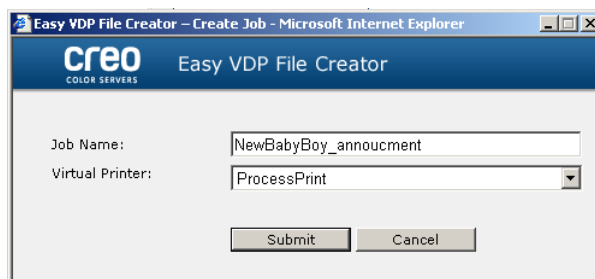 Easy VDP File Creator – Create Job - Microsoft Internet Explorer
creo
COLOR SERVERS
Easy VDP File Creator
Job Name:
NewBabyBoy_annoucment
Virtual Printer:
ProcessPrint
Submit
Cancel